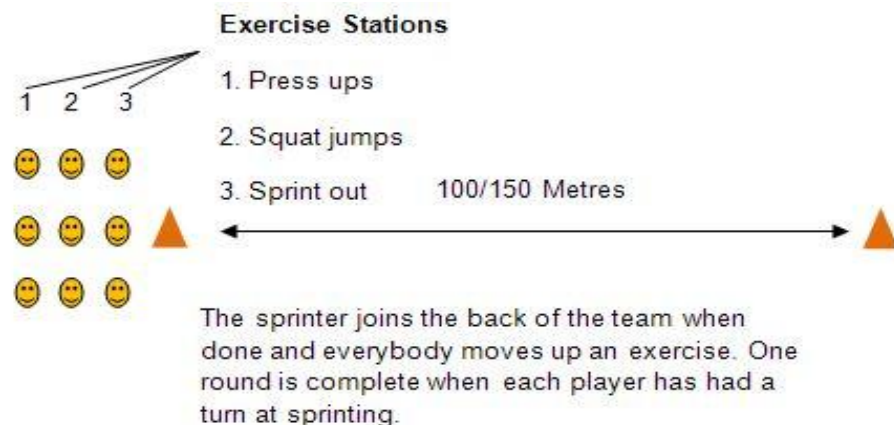 Exercise Stations
1 2 3
1. Press ups
2. Squat jumps
3. Sprint out 100/150 Metres
The sprinter joins the back of the team when
done and everybody moves up an exercise. One
round is complete when each player has had a
turn at sprinting.